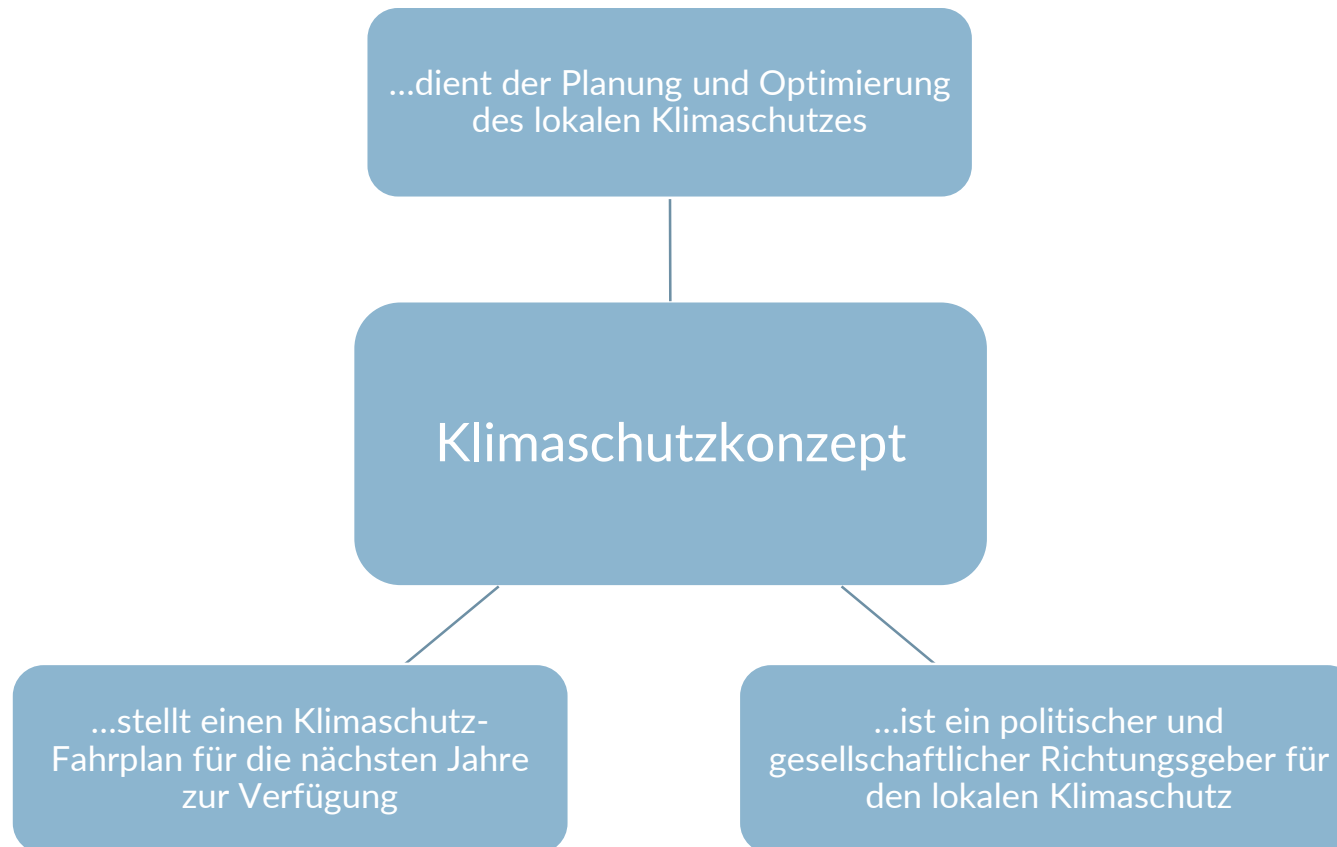 ...dient der Planung und Optimierung
des lokalen Klimaschutzes
Klimaschutzkonzept
...stellt einen Klimaschutz-
Fahrplan für die nächsten Jahre
zur Verfügung
...ist ein politischer und
gesellschaftlicher Richtungsgeber für
den lokalen Klimaschutz